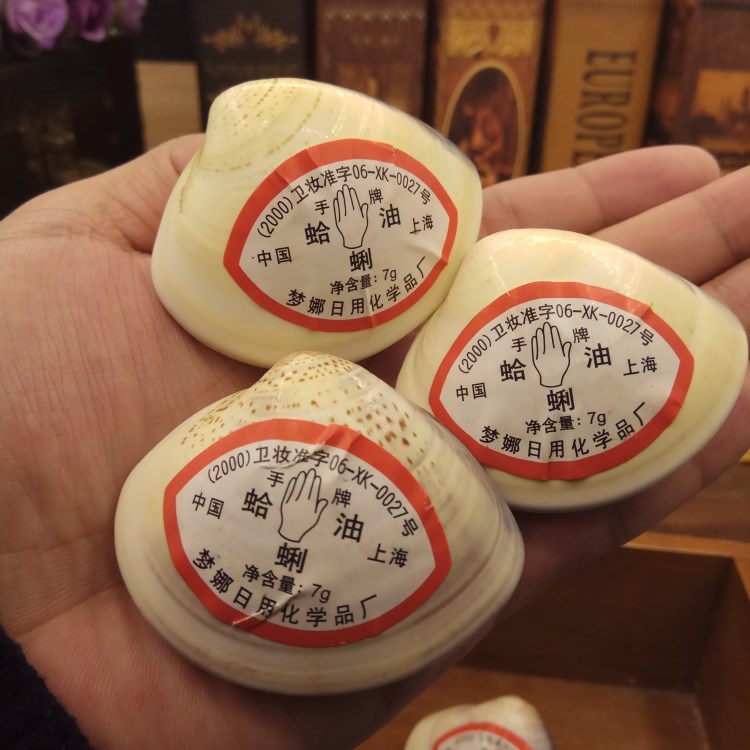 EUROPE
(2000)卫妆准字06-XK-0027号
手牌
蛤 油
中国 上海
蜊
净含量：7g
梦娜日用化学品厂
(2000)卫妆准字06-XK-0027号
手牌
蛤 油
中国 上海
蜊
净含量：7g
梦娜日用化学品厂
(2000)卫妆准字06-XK-0027号
手牌
中国 蛤 油 上海
蜊
净含量：7g
梦娜日用化学品厂